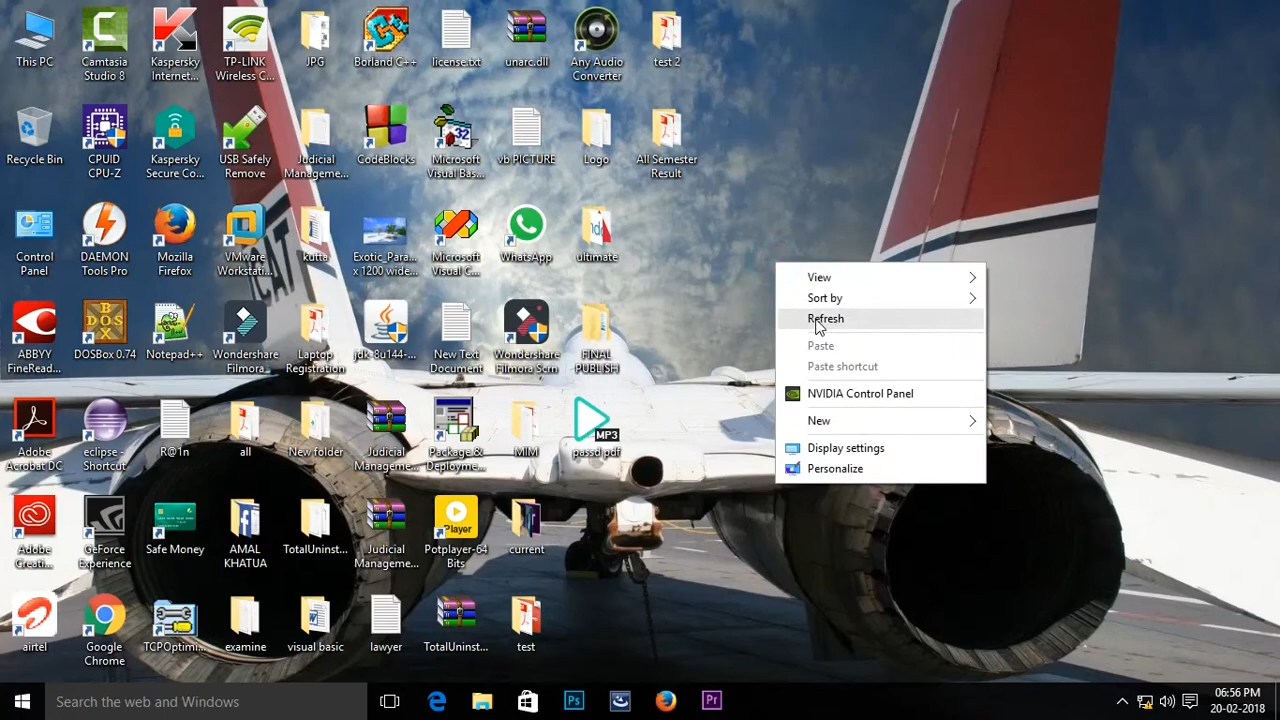 This PC
Camtasia
Studio 8
Kaspersky
Internet...
TP-LINK
Wireless C...
JPG
Borland C++
license.txt
unarc.dll
Any Audio
Converter
test 2
Recycle Bin
CPUID
CPU-Z
Kaspersky
Secure Co...
USB Safely
Remove
Judicial
Manageme...
CodeBlocks
32
Microsoft
Visual Bas...
vb PICTURE
Logo
All Semester
Result
Control
Panel
DAEMON
Tools Pro
Mozilla
Firefox
VMware
Workstati...
kutta
Exotic_Para...
x 1200 wide...
Microsoft
Visual C...
WhatsApp
ultimate
ABBYY
FineRead...
DOSBox 0.74
Notepad++
Wondershare
Filmora
Laptop
Registration
jdk-8u144-...
New Text
Document
Wondershare
Filmora Scrn
FINAL
PUBLISH
Adobe
Acrobat DC
eclipse -
Shortcut
R@1n
all
New folder
Judicial
Manageme...
Package &
Deployme...
MIM
MP3
passd pdf
Adobe
Creati...
GeForce
Experience
Safe Money
AMAL
KHATUA
TotalUninst...
Judicial
Manageme...
Player
Potplayer-64
Bits
current
airtel
Google
Chrome
TCPOptimi...
examine
visual basic
lawyer
TotalUninst...
test
View
Sort by
Refresh
Paste
Paste shortcut
NVIDIA Control Panel
New
Display settings
Personalize
Search the web and Windows
Ps
Pr
06:56 PM
20-02-2018